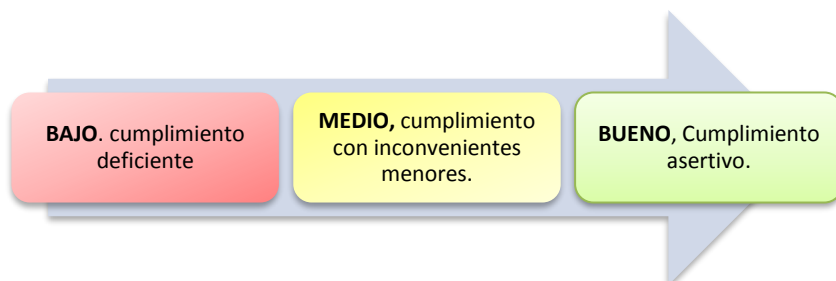 BAJO. cumplimiento
deficiente
MEDIO, cumplimiento
con inconvenientes
menores.
BUENO, Cumplimiento
asertivo.